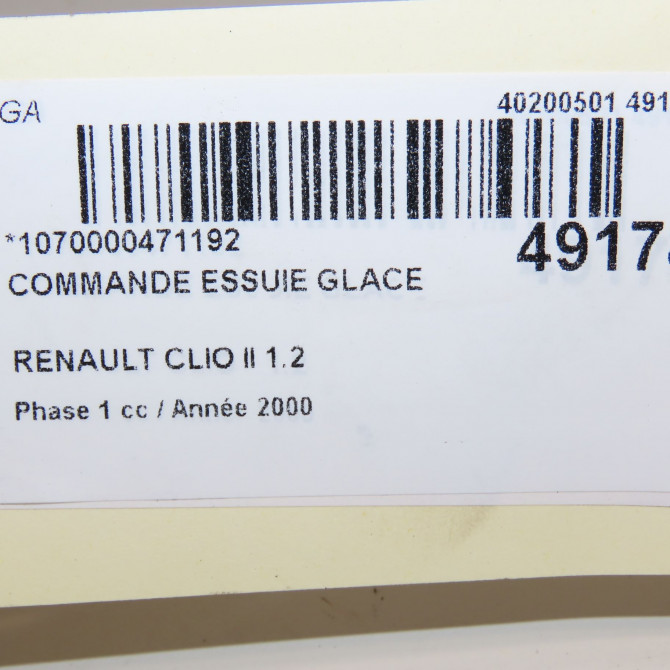 GA 40200501 491
*1070000471192
4917
COMMANDE ESSUIE GLACE
RENAULT CLIO II 1.2
Phase 1 cc / Année 2000